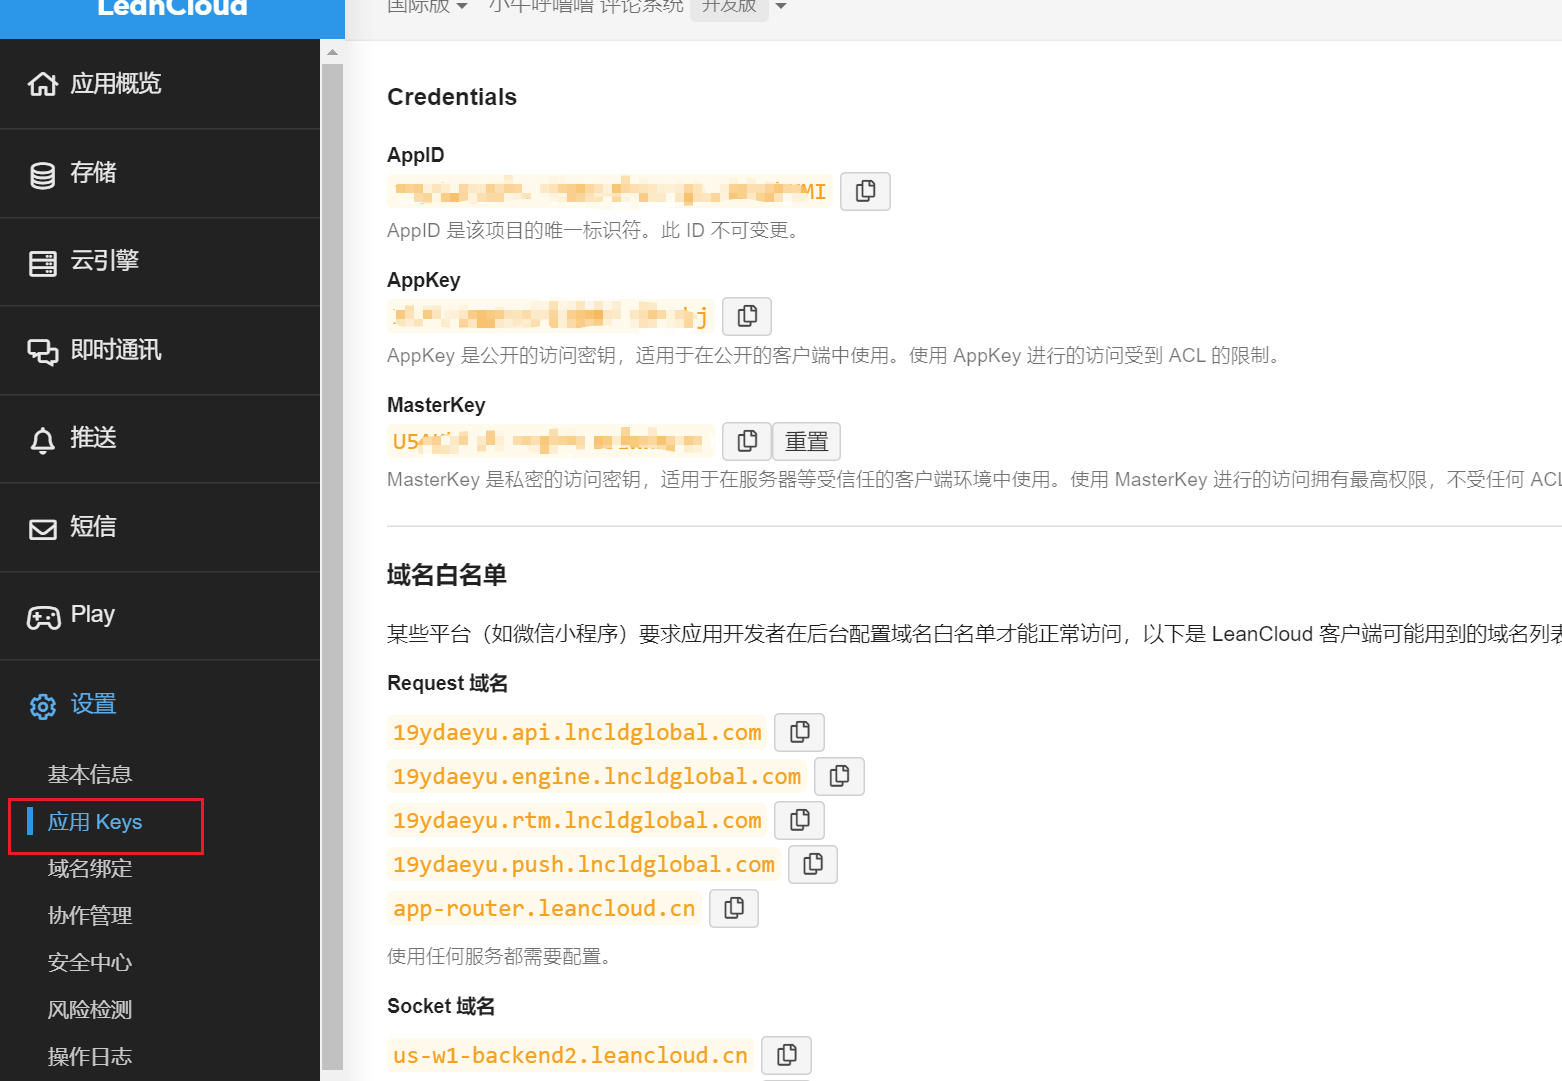 LeanCloud
国际版 小牛呼噜噜 评论系统 开发版
应用概览
存储
云引擎
即时通讯
推送
短信
Play
设置
基本信息
应用 Keys
域名绑定
协作管理
安全中心
风险检测
操作日志
Credentials
AppID
MI
AppID 是该项目的唯一标识符。此 ID 不可变更。
AppKey
j
AppKey 是公开的访问密钥，适用于在公开的客户端中使用。使用 AppKey 进行的访问受到 ACL 的限制。
MasterKey
U5
重置
MasterKey 是私密的访问密钥，适用于在服务器等受信任的客户端环境中使用。使用 MasterKey 进行的访问拥有最高权限，不受任何 ACL
域名白名单
某些平台（如微信小程序）要求应用开发者在后台配置域名白名单才能正常访问，以下是 LeanCloud 客户端可能用到的域名列表
Request 域名
19ydaeyu.api.lncldglobal.com
19ydaeyu.engine.lncldglobal.com
19ydaeyu.rtm.lncldglobal.com
19ydaeyu.push.lncldglobal.com
app-router.leancloud.cn
使用任何服务都需要配置。
Socket 域名
us-w1-backend2.leancloud.cn